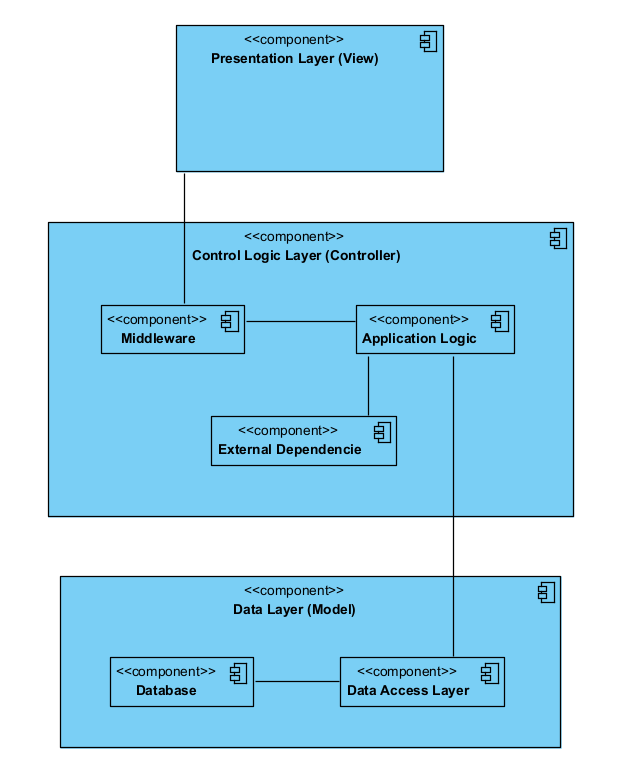 <<component>>
Presentation Layer (View)
<<component>>
Control Logic Layer (Controller)
<<component>>
Middleware
<<component>>
Application Logic
<<component>>
External Dependencie
<<component>>
Data Layer (Model)
<<component>>
Database
<<component>>
Data Access Layer